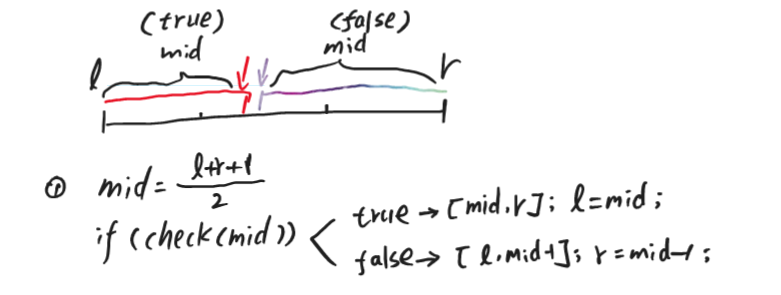 (true) (false)
mid mid
l r
① mid = (l+r+1)/2
if (check(mid)) < true → [mid, r]; l=mid;
false → [l, mid-1]; r=mid-1;